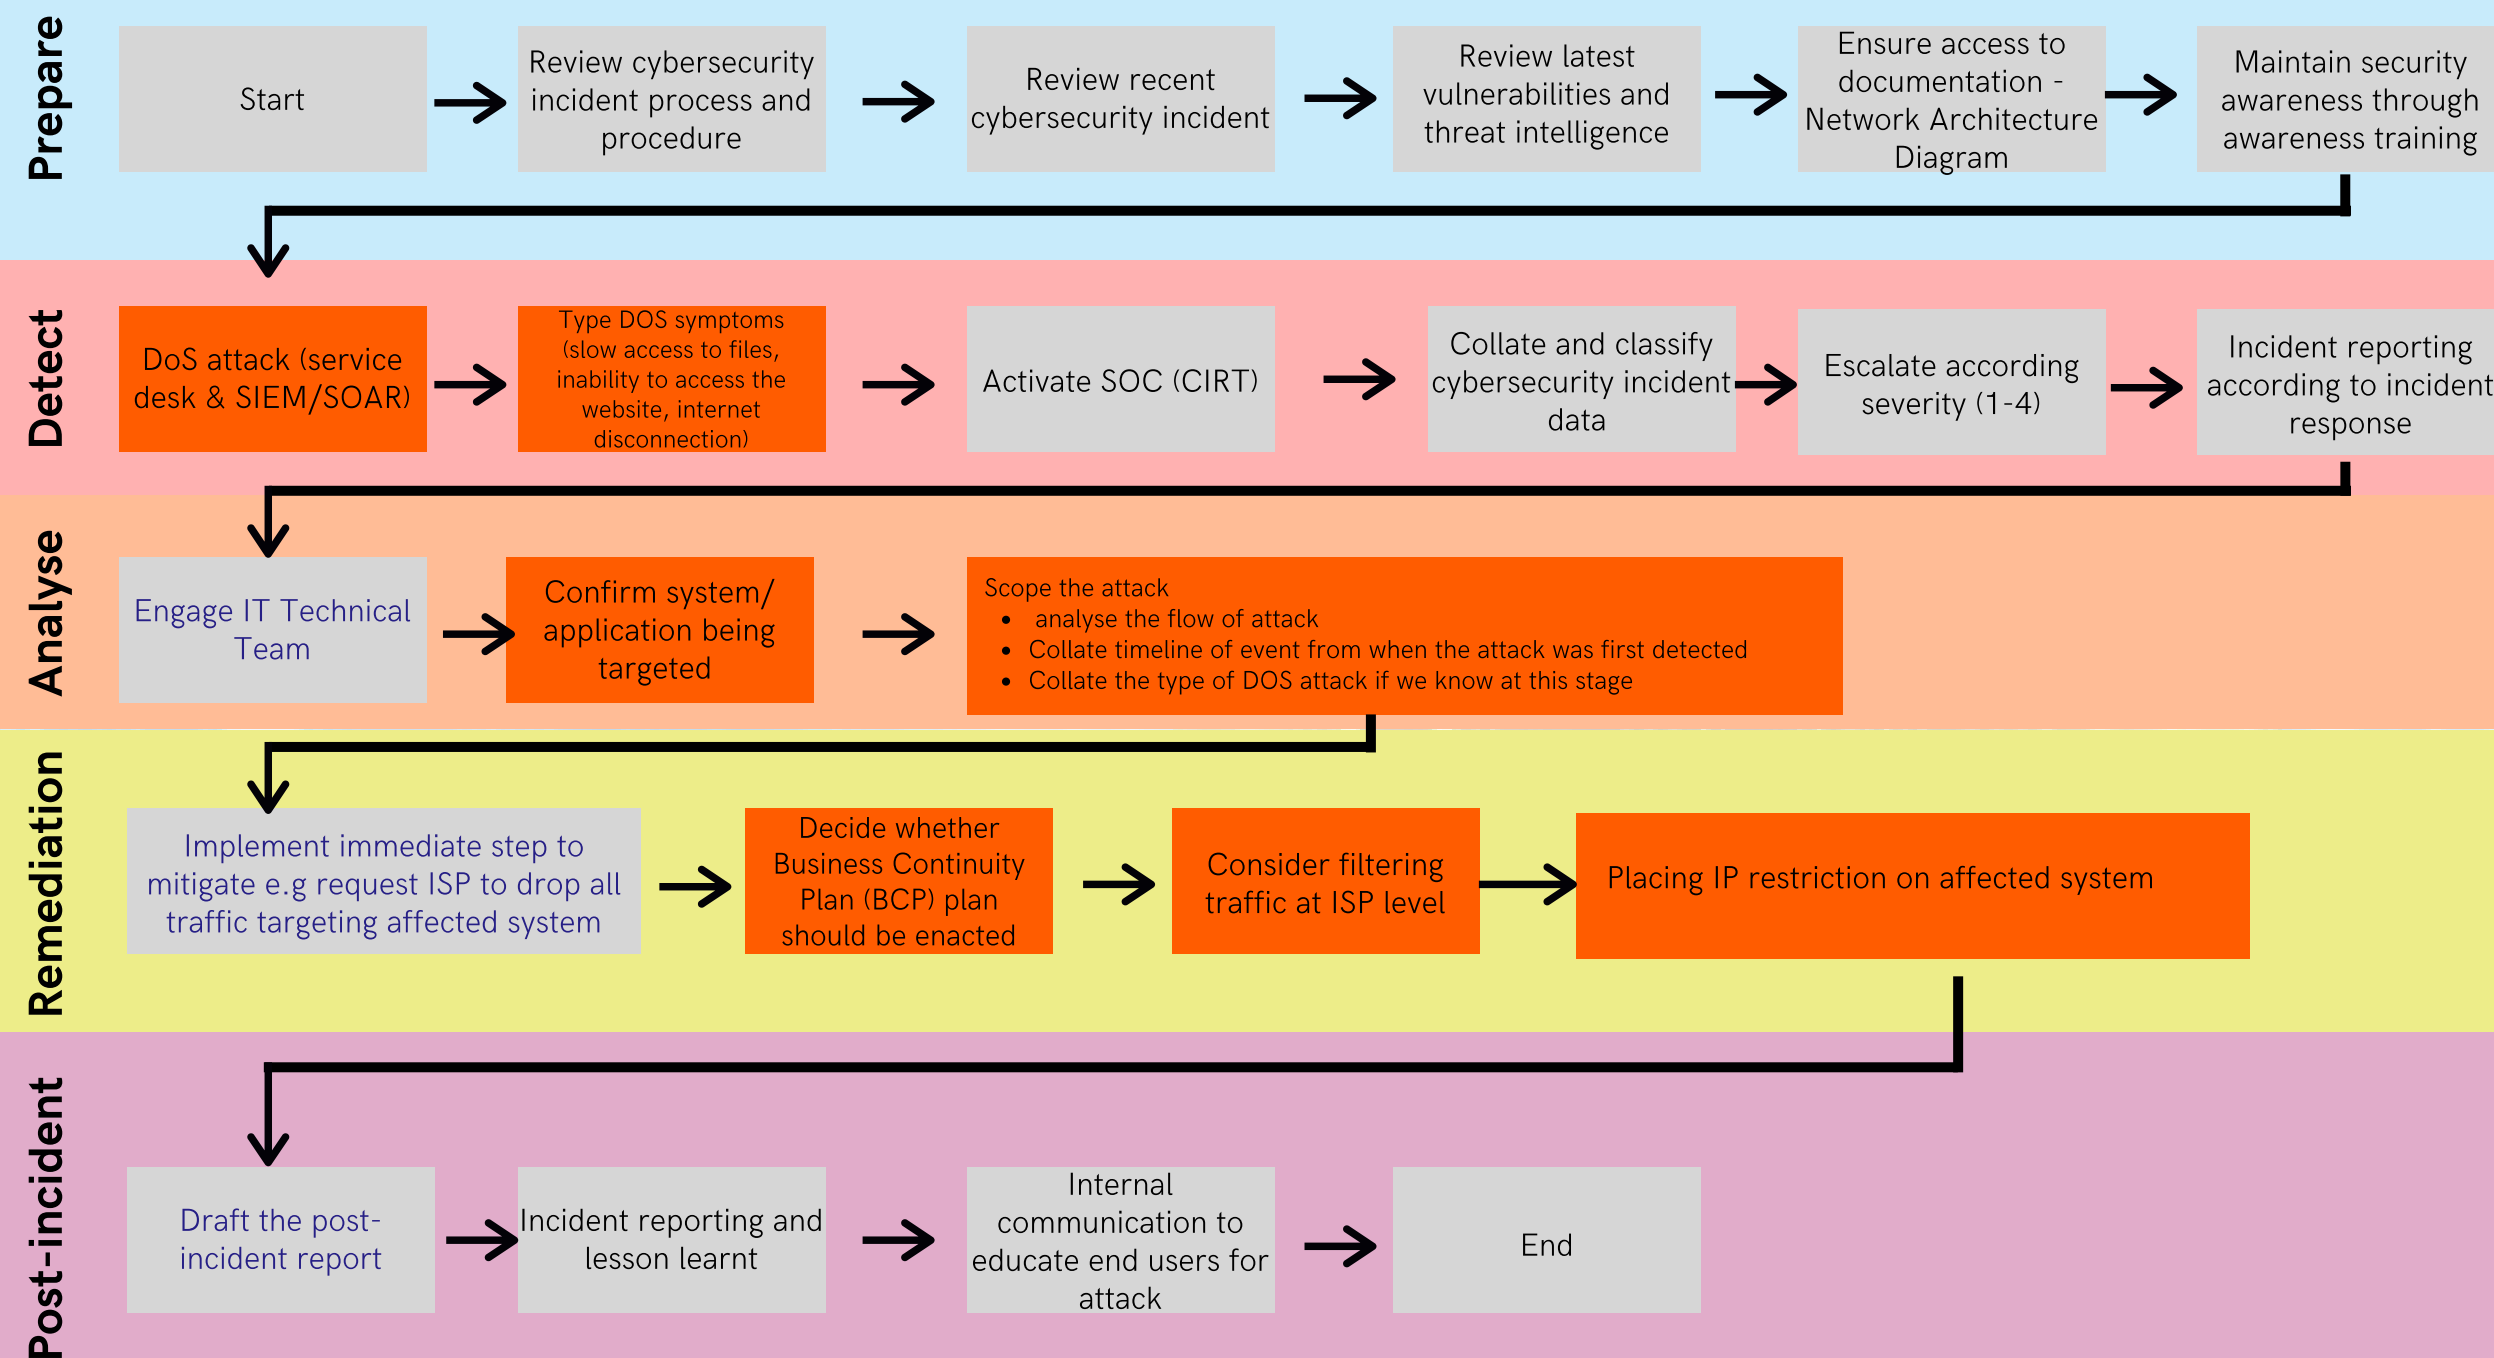 Prepare
Start
Review cybersecurity
incident process and
procedure
Review recent
cybersecurity incident
Review latest
vulnerabilities and
threat intelligence
Ensure access to
documentation -
Network Architecture
Diagram
Maintain security
awareness through
awareness training
Detect
DoS attack (service
desk & SIEM/SOAR)
Type DOS symptoms
(slow access to files,
inability to access the
website, internet
disconnection)
Activate SOC (CIRT)
Collate and classify
cybersecurity incident
data
Escalate according
severity (1-4)
Incident reporting
according to incident
response
Analyse
Engage IT Technical
Team
Confirm system/
application being
targeted
Scope the attack
• analyse the flow of attack
• Collate timeline of event from when the attack was first detected
• Collate the type of DOS attack if we know at this stage
Remediation
Implement immediate step to
mitigate e.g request ISP to drop all
traffic targeting affected system
Decide whether
Business Continuity
Plan (BCP) plan
should be enacted
Consider filtering
traffic at ISP level
Placing IP restriction on affected system
Post-incident
Draft the post-
incident report
Incident reporting and
lesson learnt
Internal
communication to
educate end users for
attack
End